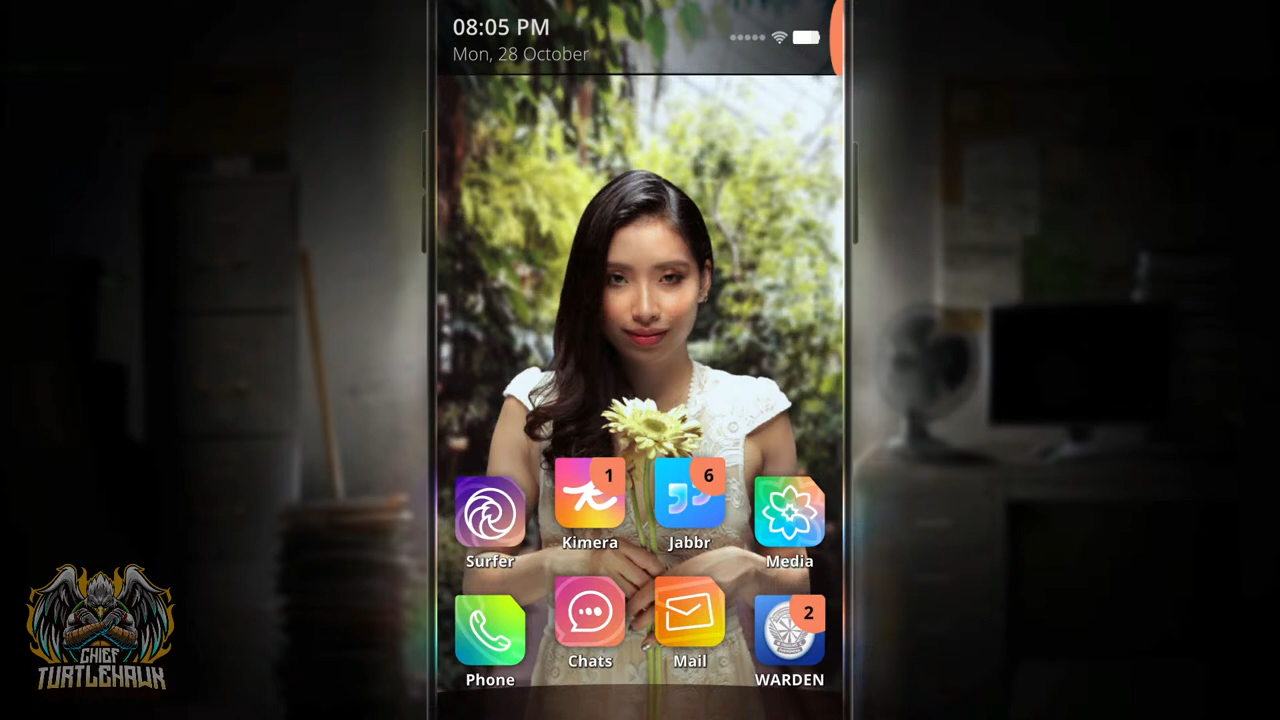 08:05 PM
Mon, 28 October
1
6
Surfer
Kimera
Jabbr
Media
2
Phone
Chats
Mail
WARDEN
CHIEF
TURTLEHAWK